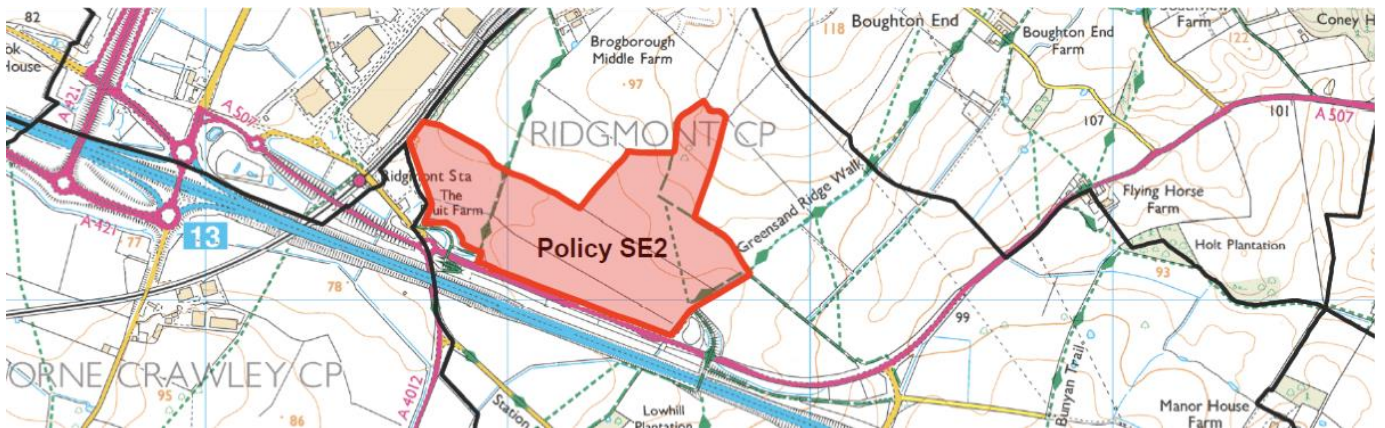 82
ok
House
A 421
A 507
13
A 421
77
78
ORNE CRAWLEY CP
95
86
A 4012
Station
Ridgmont Sta
The
uit Farm
Policy SE2
RIDGMONT CP
Brogborough
Middle Farm
97
118
Boughton End
Boughton End
Farm
Farm
122
Coney H
107
101
A 507
Greensand Ridge Walk
Flying Horse
Farm
Holt Plantation
93
99
Bunyan Trail
Lowhill
Plantation
Manor House
Farm